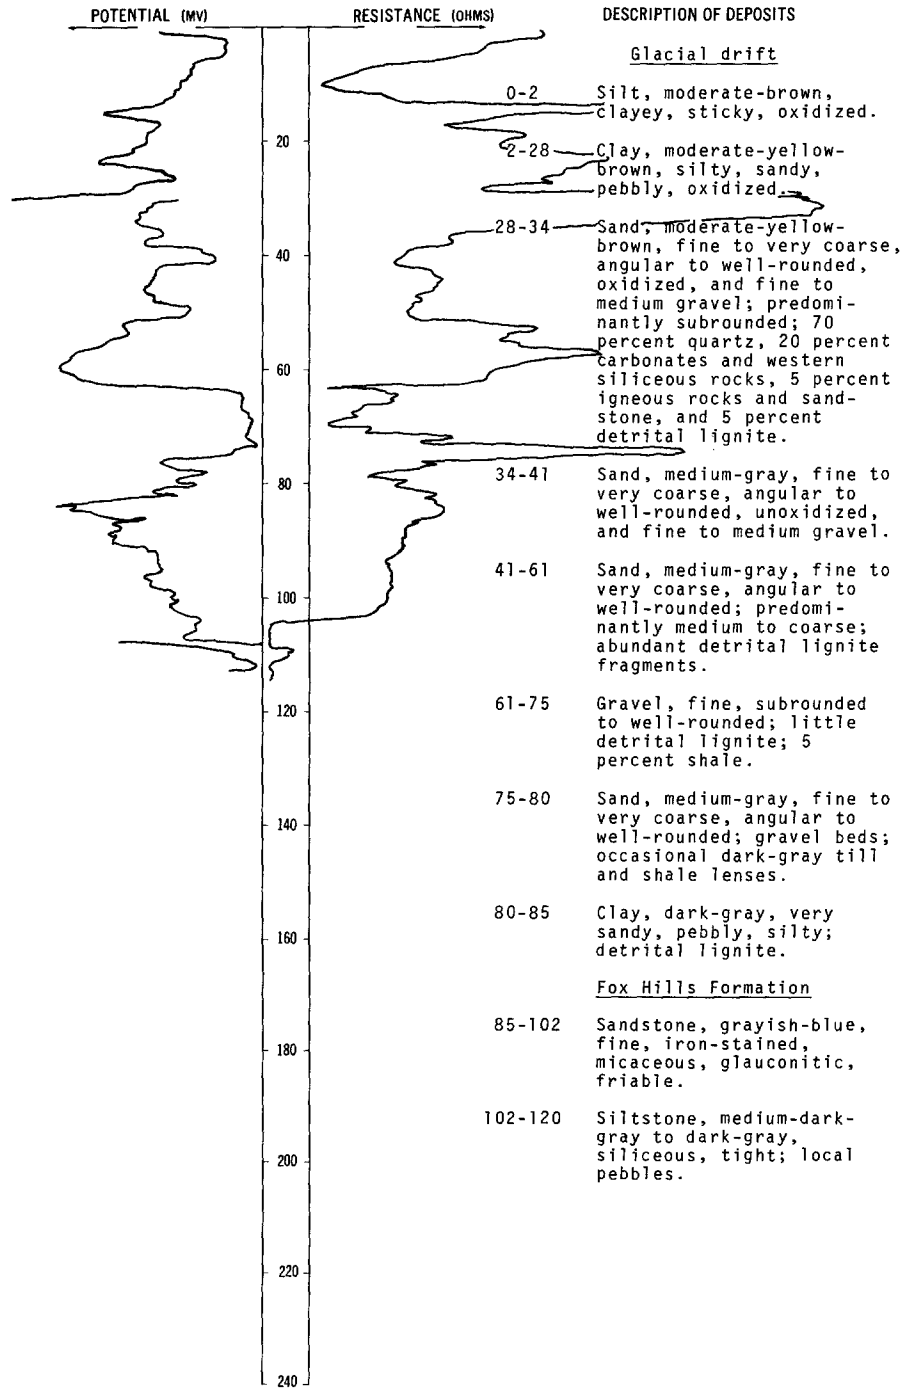 POTENTIAL (MV) RESISTANCE (OHMS) DESCRIPTION OF DEPOSITS
Glacial drift
0-2 Silt, moderate-brown,
clayey, sticky, oxidized.
20
2-28 Clay, moderate-yellow-
brown, silty, sandy,
pebbly, oxidized.
28-34 Sand, moderate-yellow-
brown, fine to very coarse,
40
angular to well-rounded,
oxidized, and fine to
medium gravel; predomi-
nantly subrounded; 70
percent quartz, 20 percent
carbonates and western
60
siliceous rocks, 5 percent
igneous rocks and sand-
stone, and 5 percent
detrital lignite.
34-41 Sand, medium-gray, fine to
80
very coarse, angular to
well-rounded, unoxidized,
and fine to medium gravel.
41-61 Sand, medium-gray, fine to
very coarse, angular to
100
well-rounded; predomi-
nantly medium to coarse;
abundant detrital lignite
fragments.
61-75 Gravel, fine, subrounded
120
to well-rounded; little
detrital lignite; 5
percent shale.
75-80 Sand, medium-gray, fine to
very coarse, angular to
140
well-rounded; gravel beds;
occasional dark-gray till
and shale lenses.
80-85 Clay, dark-gray, very
sandy, pebbly, silty;
160
detrital lignite.
Fox Hills Formation
85-102 Sandstone, grayish-blue,
fine, iron-stained,
180
micaceous, glauconitic,
friable.
102-120 Siltstone, medium-dark-
gray to dark-gray,
siliceous, tight; local
200
pebbles.
220
240